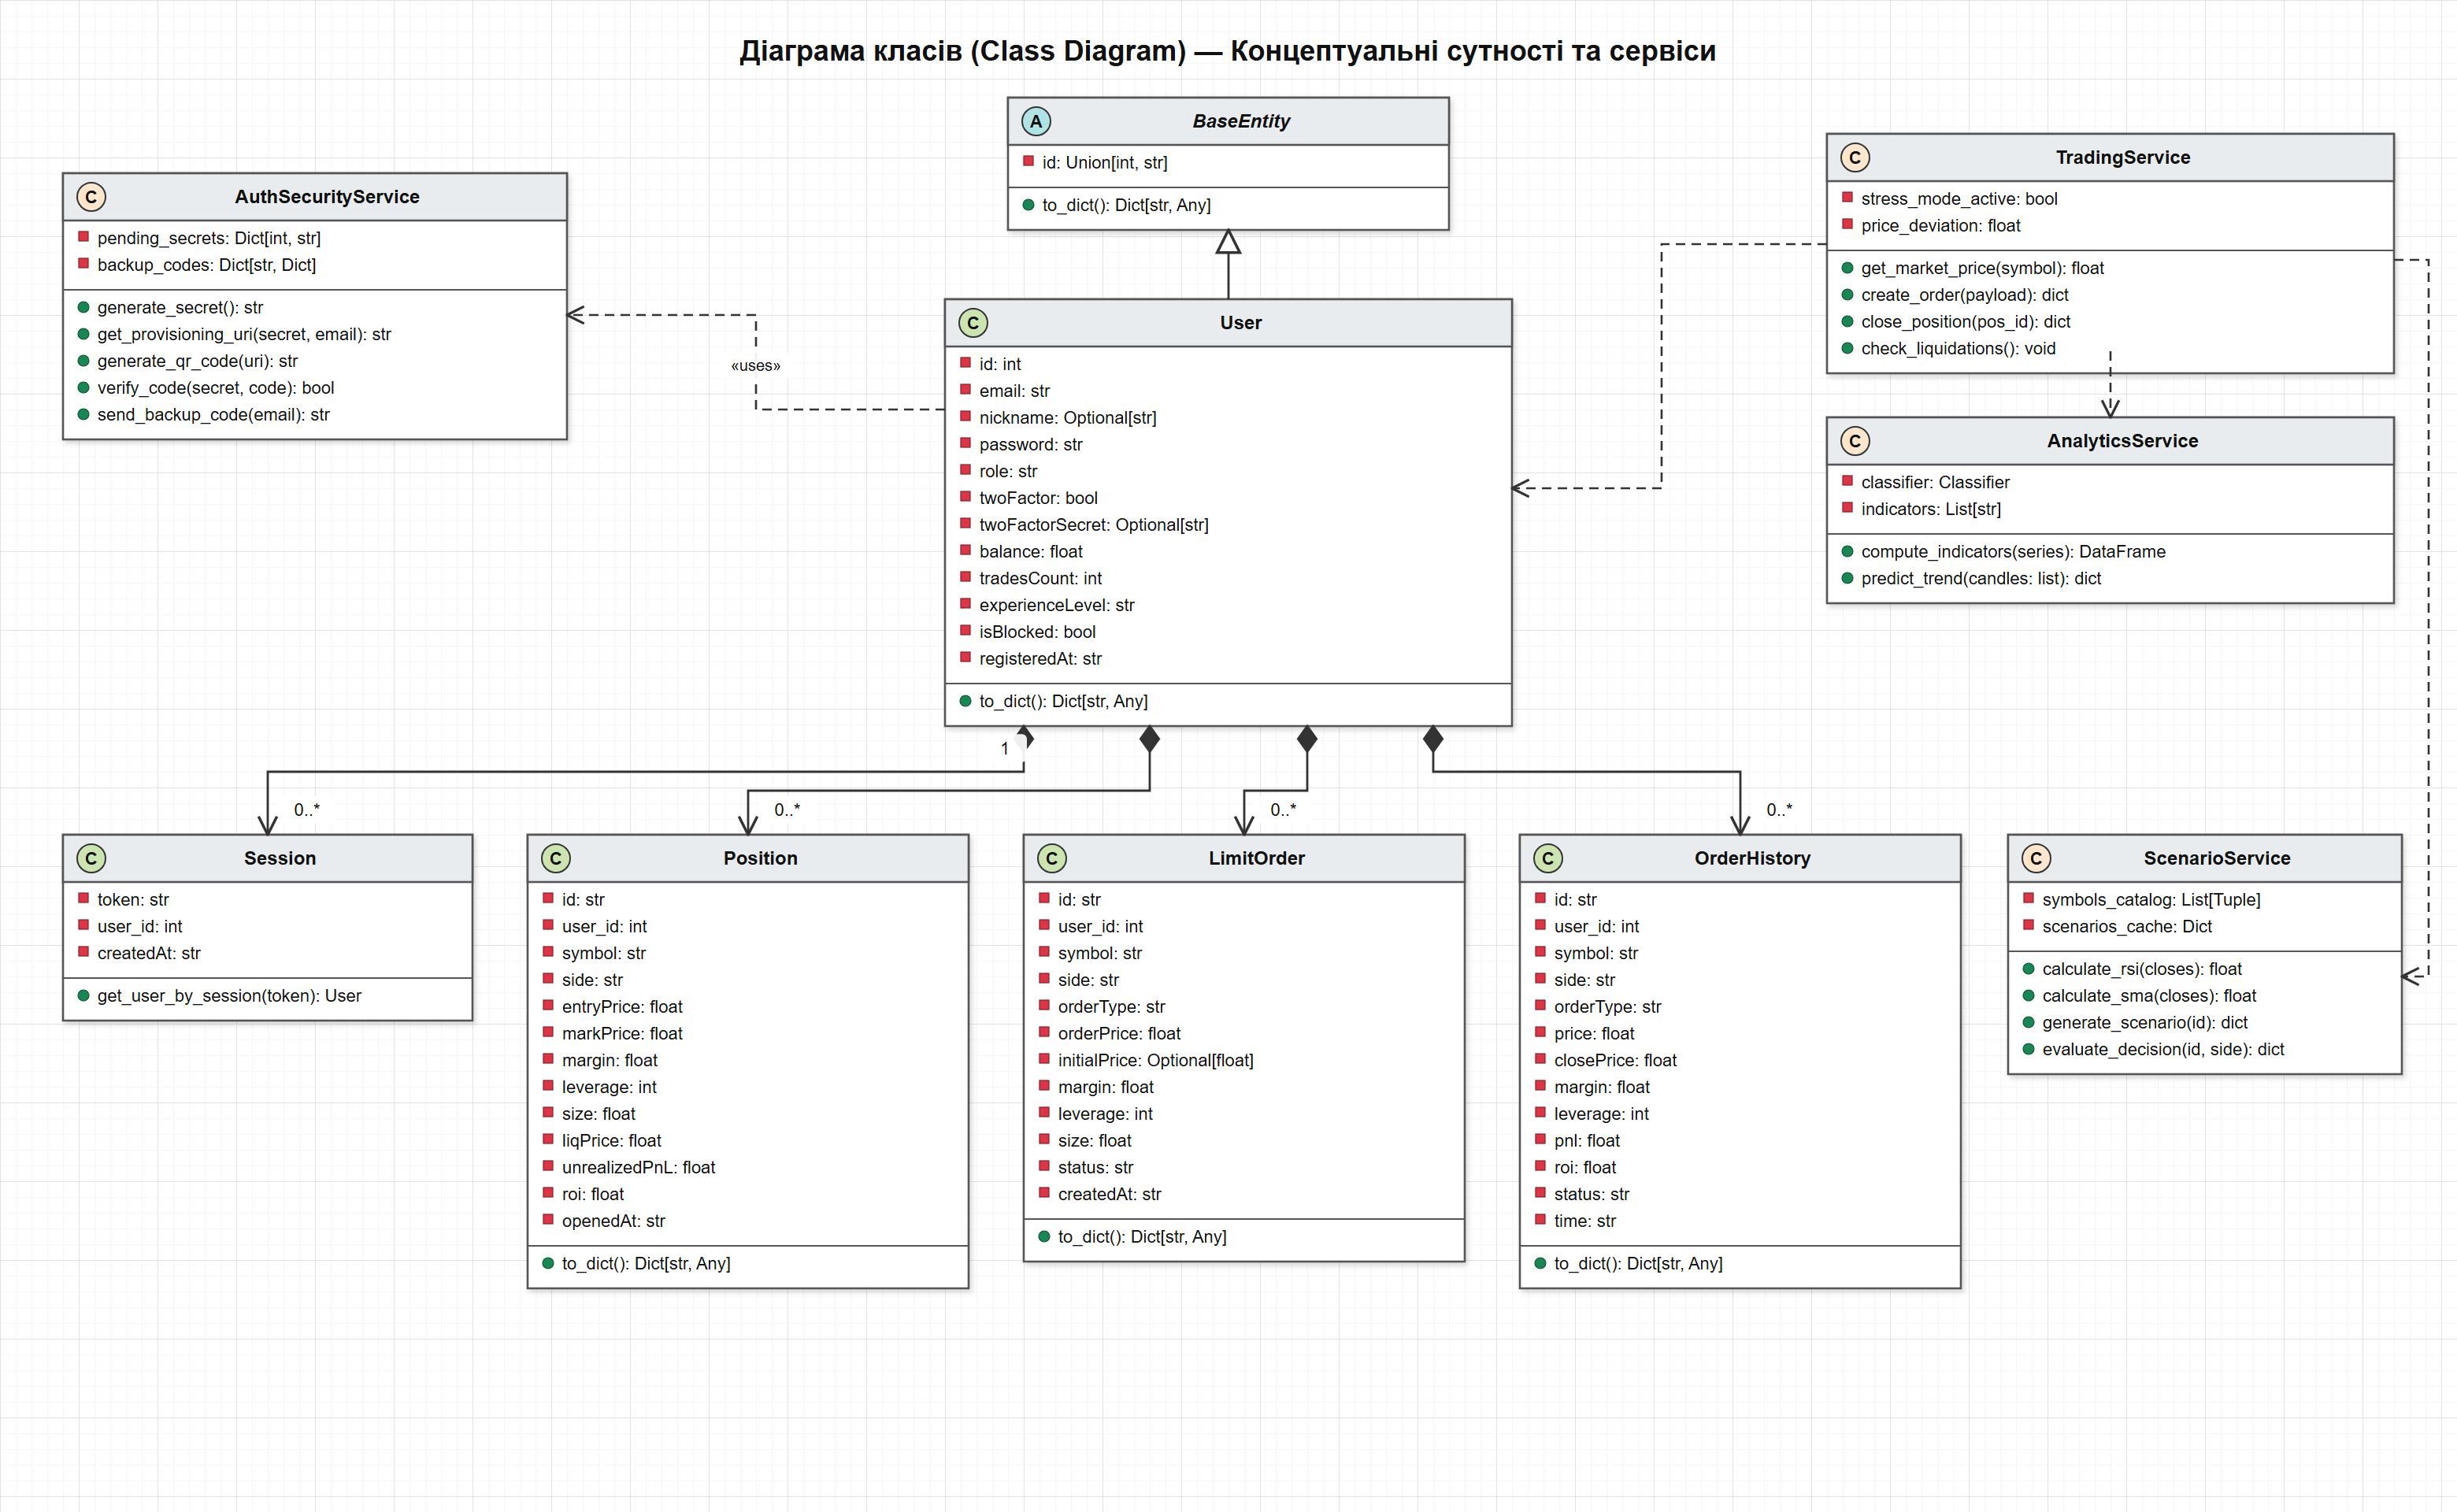 Діаграма класів (Class Diagram) — Концептуальні сутності та сервіси
A
BaseEntity
id: Union[int, str]
to_dict(): Dict[str, Any]
C
AuthSecurityService
pending_secrets: Dict[int, str]
backup_codes: Dict[str, Dict]
generate_secret(): str
get_provisioning_uri(secret, email): str
generate_qr_code(uri): str
verify_code(secret, code): bool
send_backup_code(email): str
«uses»
C
User
id: int
email: str
nickname: Optional[str]
password: str
role: str
twoFactor: bool
twoFactorSecret: Optional[str]
balance: float
tradesCount: int
experienceLevel: str
isBlocked: bool
registeredAt: str
to_dict(): Dict[str, Any]
C
TradingService
stress_mode_active: bool
price_deviation: float
get_market_price(symbol): float
create_order(payload): dict
close_position(pos_id): dict
check_liquidations(): void
C
AnalyticsService
classifier: Classifier
indicators: List[str]
compute_indicators(series): DataFrame
predict_trend(candles: list): dict
1
0..*
0..*
0..*
0..*
C
Session
token: str
user_id: int
createdAt: str
get_user_by_session(token): User
C
Position
id: str
user_id: int
symbol: str
side: str
entryPrice: float
markPrice: float
margin: float
leverage: int
size: float
liqPrice: float
unrealizedPnL: float
roi: float
openedAt: str
to_dict(): Dict[str, Any]
C
LimitOrder
id: str
user_id: int
symbol: str
side: str
orderType: str
orderPrice: float
initialPrice: Optional[float]
margin: float
leverage: int
size: float
status: str
createdAt: str
to_dict(): Dict[str, Any]
C
OrderHistory
id: str
user_id: int
symbol: str
side: str
orderType: str
price: float
closePrice: float
margin: float
leverage: int
pnl: float
roi: float
status: str
time: str
to_dict(): Dict[str, Any]
C
ScenarioService
symbols_catalog: List[Tuple]
scenarios_cache: Dict
calculate_rsi(closes): float
calculate_sma(closes): float
generate_scenario(id): dict
evaluate_decision(id, side): dict